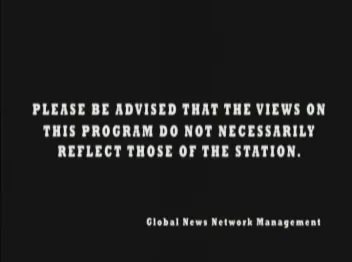 PLEASE BE ADVISED THAT THE VIEWS ON
THIS PROGRAM DO NOT NECESSARILY
REFLECT THOSE OF THE STATION.
Global News Network Management